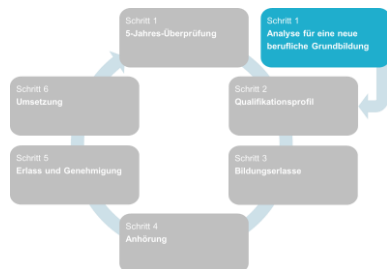 Schritt 1
5-Jahres-Überprüfung
Schritt 1
Analyse für eine neue
berufliche Grundbildung
Schritt 6
Umsetzung
Schritt 2
Qualifikationsprofil
Schritt 5
Erlass und Genehmigung
Schritt 3
Bildungserlasse
Schritt 4
Anhörung